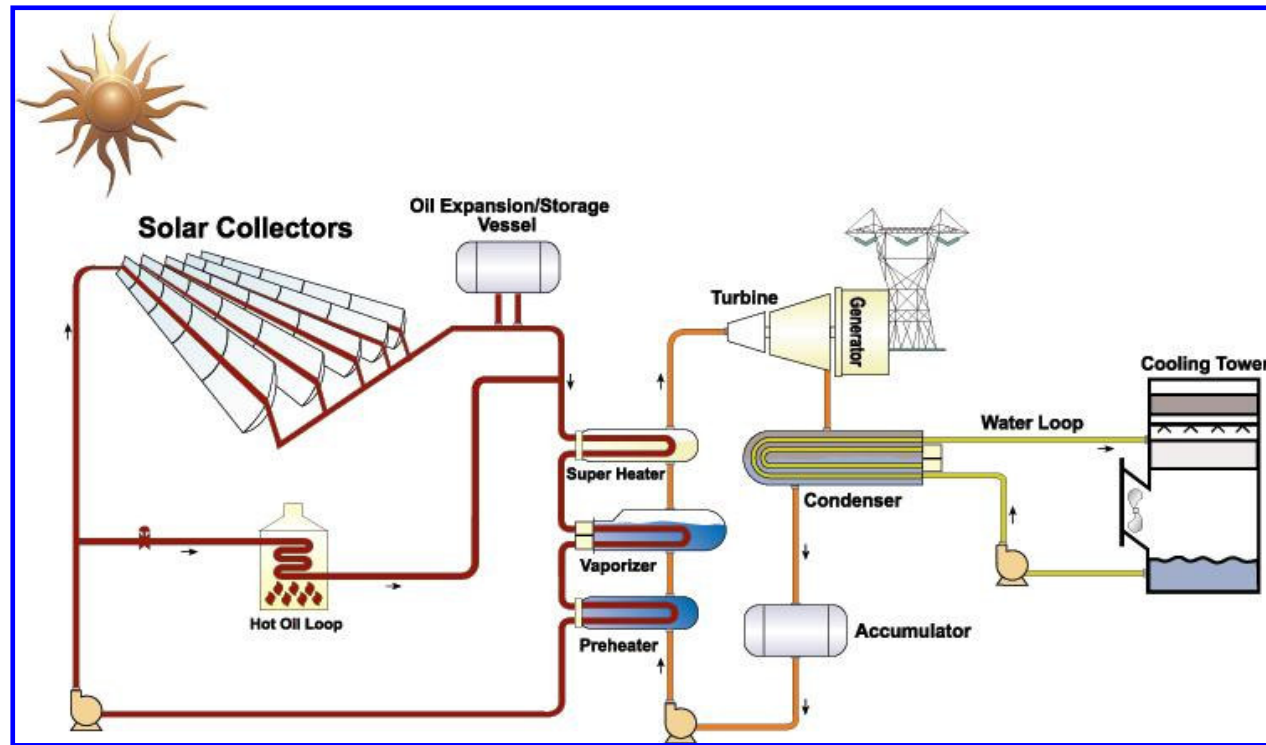 Solar Collectors
Oil Expansion/Storage
Vessel
Turbine
Generator
Cooling Tower
Water Loop
Super Heater
Condenser
Vaporizer
Hot Oil Loop
Preheater
Accumulator